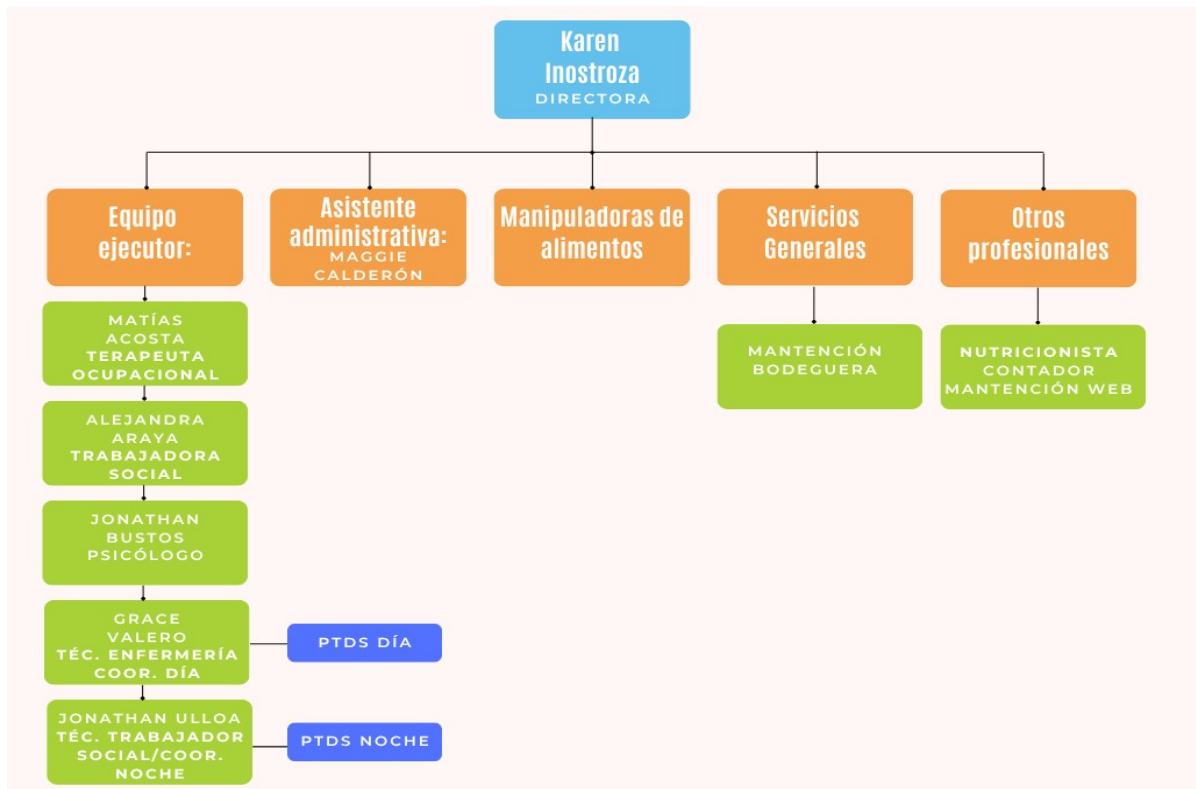 Karen
Inostroza
DIRECTORA
Equipo
ejecutor:
Asistente
administrativa:
MAGGIE
CALDERÓN
Manipuladoras de
alimentos
Servicios
Generales
Otros
profesionales
MATÍAS
ACOSTA
TERAPEUTA
OCUPACIONAL
MANTENCIÓN
BODEGUERA
NUTRICIONISTA
CONTADOR
MANTENCIÓN WEB
ALEJANDRA
ARAYA
TRABAJADORA
SOCIAL
JONATHAN
BUSTOS
PSICÓLOGO
GRACE
VALERO
TÉC. ENFERMERÍA
COOR. DÍA
PTDS DÍA
JONATHAN ULLOA
TÉC. TRABAJADOR
SOCIAL/COOR.
NOCHE
PTDS NOCHE